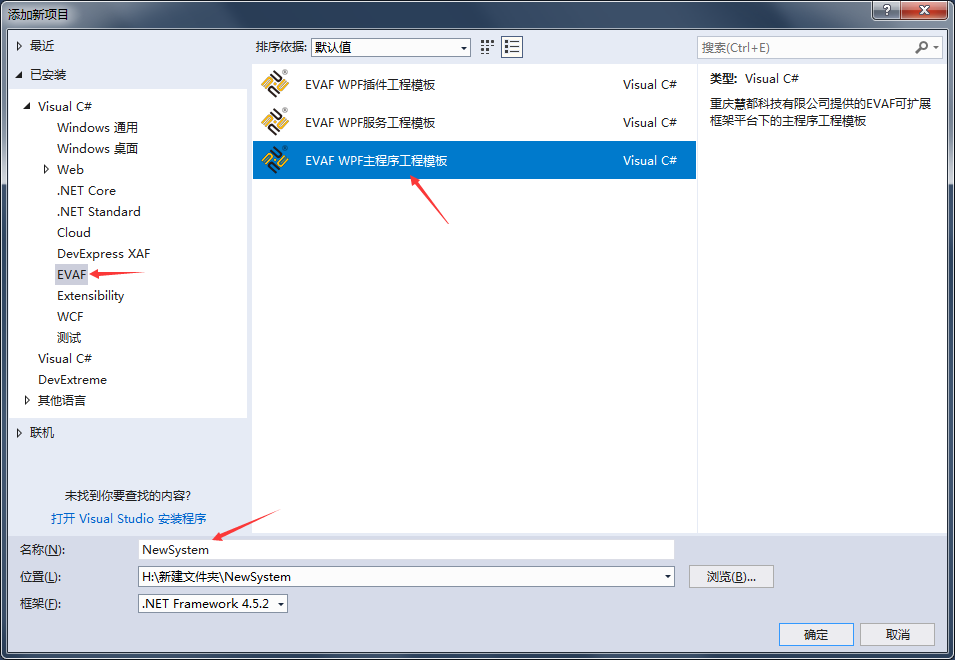 添加新项目
最近
已安装
Visual C#
Windows 通用
Windows 桌面
Web
.NET Core
.NET Standard
Cloud
DevExpress XAF
EVAF
Extensibility
WCF
测试
Visual C#
DevExtreme
其他语言
联机
未找到你要查找的内容?
打开 Visual Studio 安装程序
排序依据: 默认值
EVAF WPF插件工程模板 Visual C#
EVAF WPF服务工程模板 Visual C#
EVAF WPF主程序工程模板 Visual C#
搜索(Ctrl+E)
类型: Visual C#
重庆慧都科技有限公司提供的EVAF可扩展
框架平台下的主程序工程模板
名称(N): NewSystem
位置(L): H:\新建文件夹\NewSystem 浏览(B)...
框架(F): .NET Framework 4.5.2
确定 取消